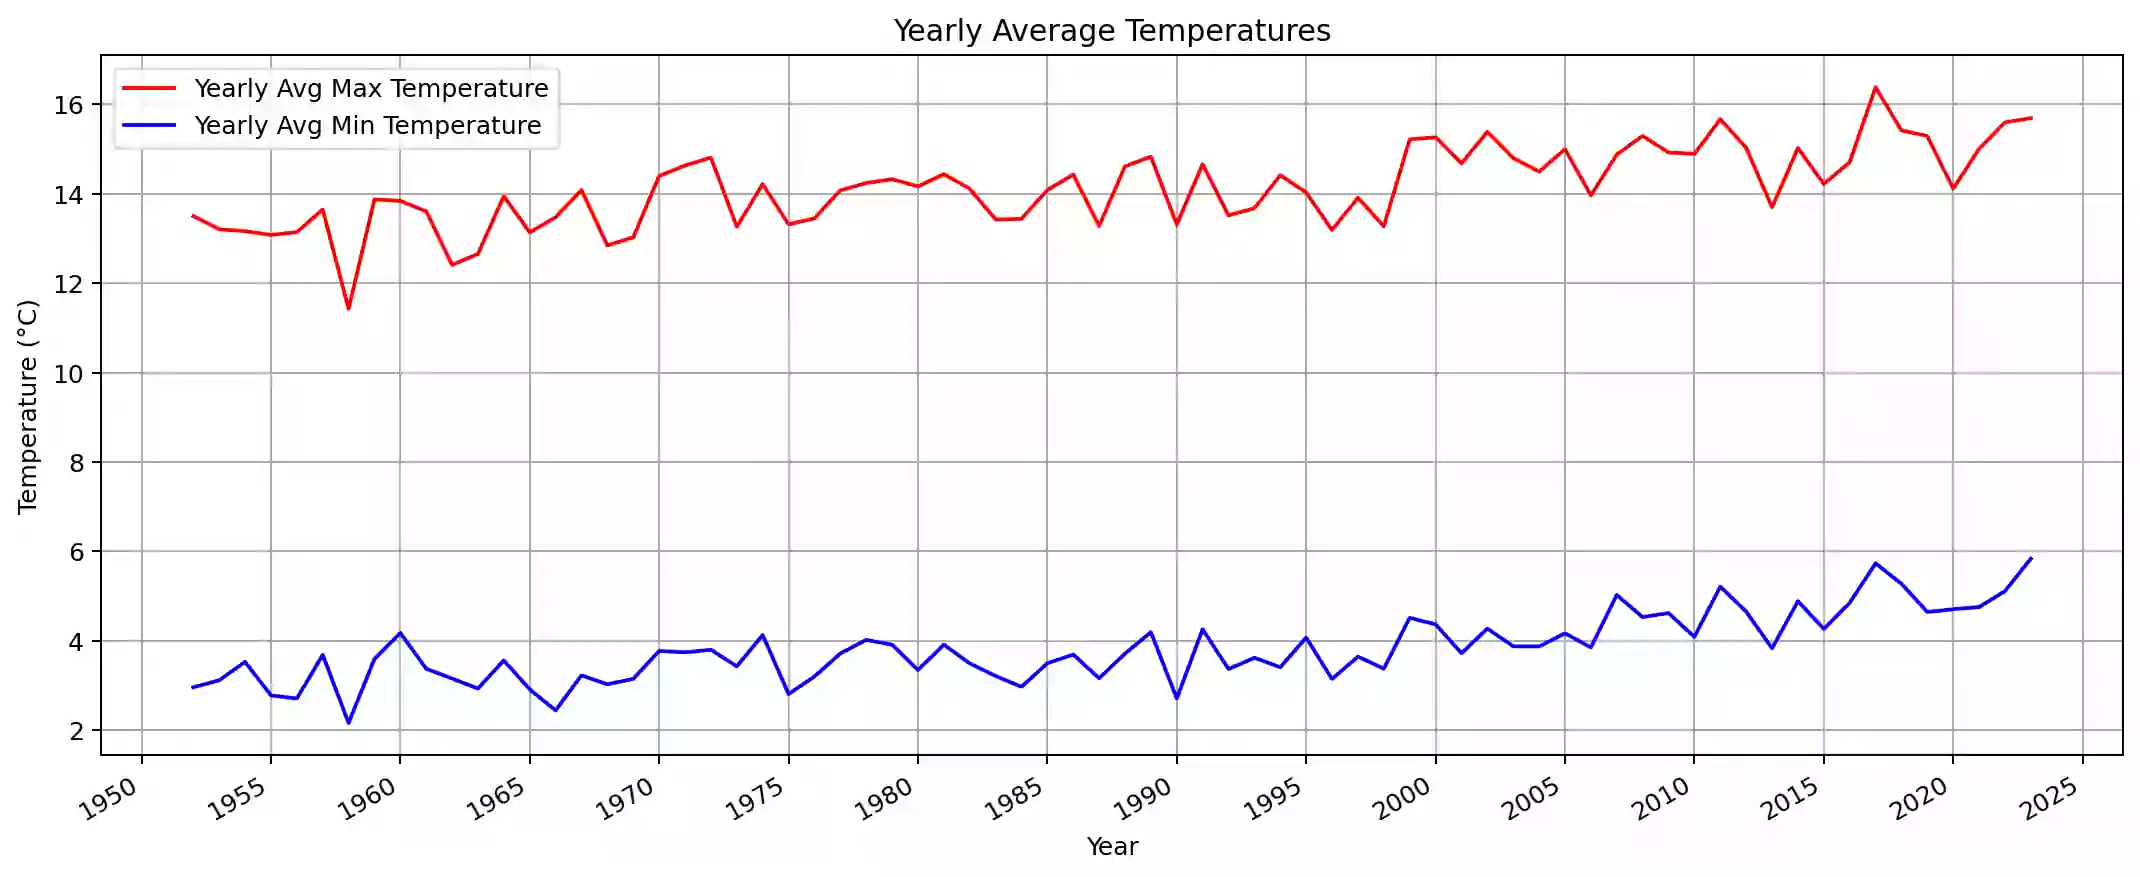 Yearly Average Temperatures
Yearly Avg Max Temperature
Yearly Avg Min Temperature
16
14
12
10
8
6
4
2
Temperature (°C)
1950 1955 1960 1965 1970 1975 1980 1985 1990 1995 2000 2005 2010 2015 2020 2025
Year